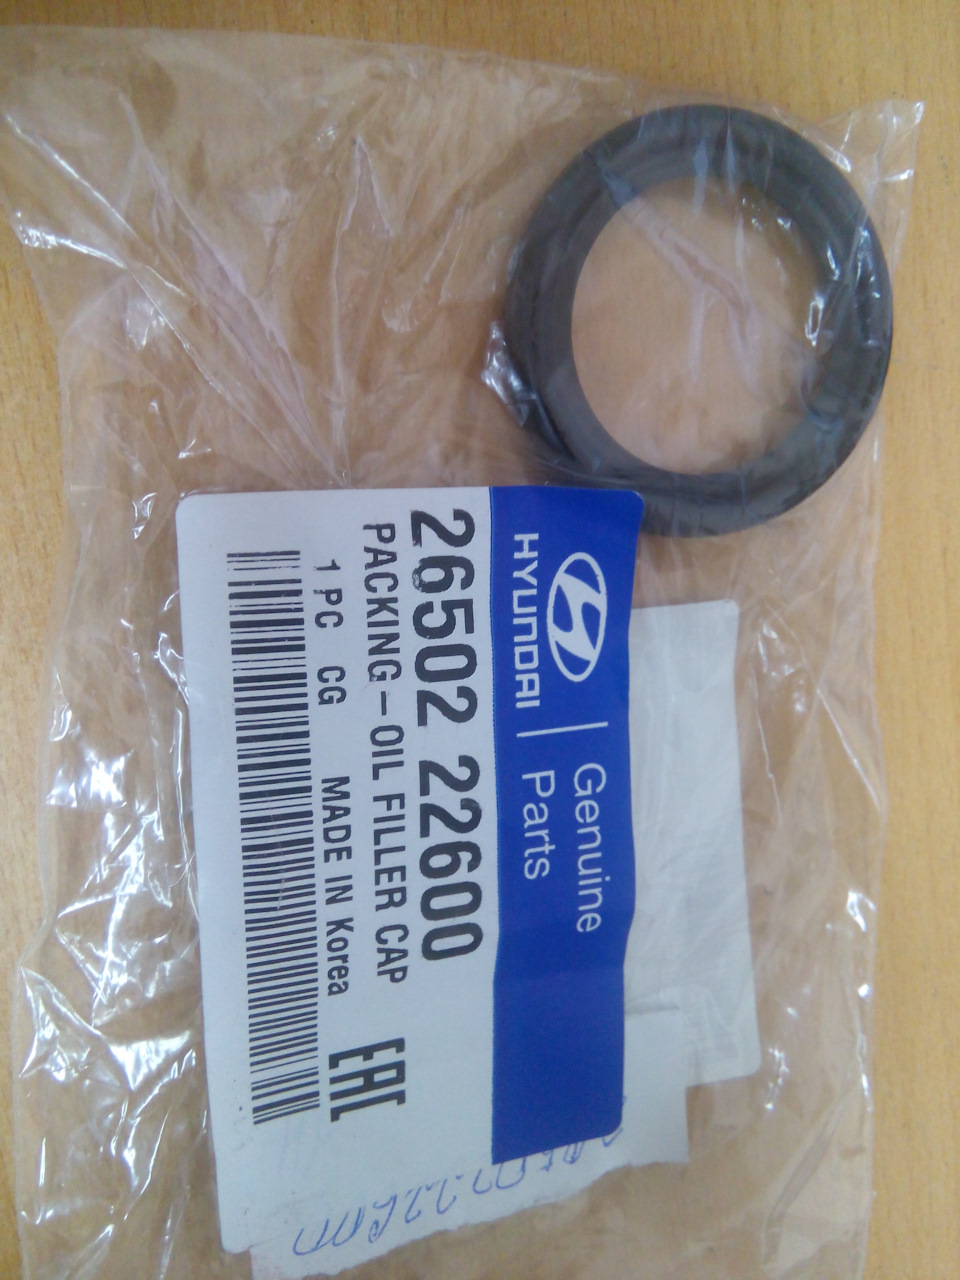 HYUNDAI
Genuine
Parts
26502 22600
PACKING-OIL FILLER CAP
1 PC CG MADE IN Korea
EAC